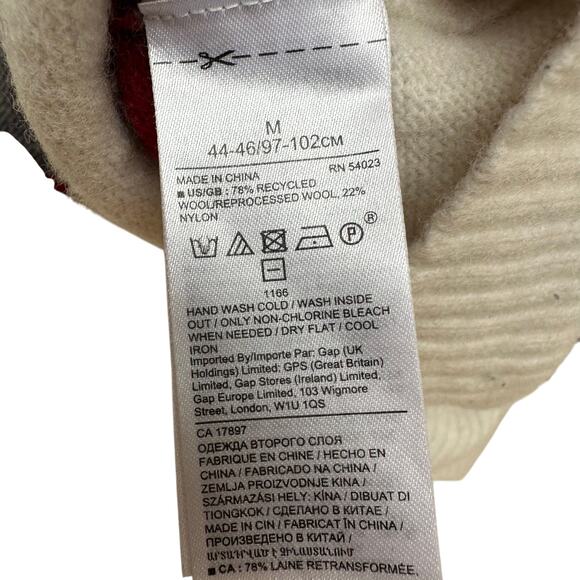 M
44-46/97-102CM
MADE IN CHINA RN 54023
■ US/GB : 78% RECYCLED
WOOL/REPROCESSED WOOL, 22%
NYLON
P ®
1166
HAND WASH COLD / WASH INSIDE
OUT / ONLY NON-CHLORINE BLEACH
WHEN NEEDED / DRY FLAT / COOL
IRON
Imported By/Importe Par: Gap (UK
Holdings) Limited: GPS (Great Britain)
Limited, Gap Stores (Ireland) Limited,
Gap Europe Limited, 103 Wigmore
Street, London, W1U 1QS
CA 17897
ОДЕЖДА ВТОРОГО СЛОЯ
FABRIQUE EN CHINE / HECHO EN
CHINA / FABRICADO NA CHINA /
ZEMLJA PROIZVODNJE KINA /
SZÁRMAZÁSI HELY: KÍNA / DIBUAT DI
TIONGKOK / СДЕЛАНО В КИТАЕ /
MADE IN CIN / FABRICAT ÎN CHINA /
ПРОИЗВЕДЕНО В КИТАЙ /
ԱՐՏԱԴՐՎԱԾ Է ՉԻՆԱՍՏԱՆՈՒՄ
■ CA : 78% LAINE RETRANSFORMÉE,